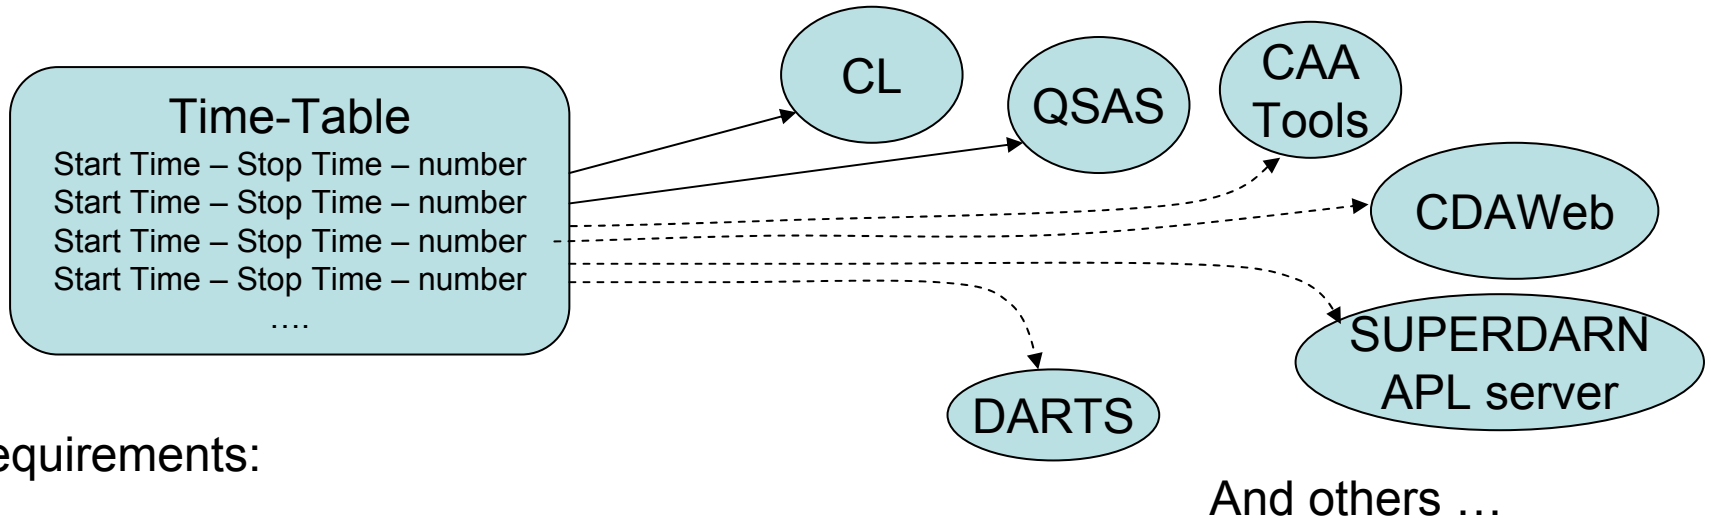 Time-Table
Start Time – Stop Time – number
Start Time – Stop Time – number
Start Time – Stop Time – number
Start Time – Stop Time – number
….
CL
QSAS
CAA
Tools
CDAWeb
SUPERDARN
APL server
DARTS
equirements:
And others …